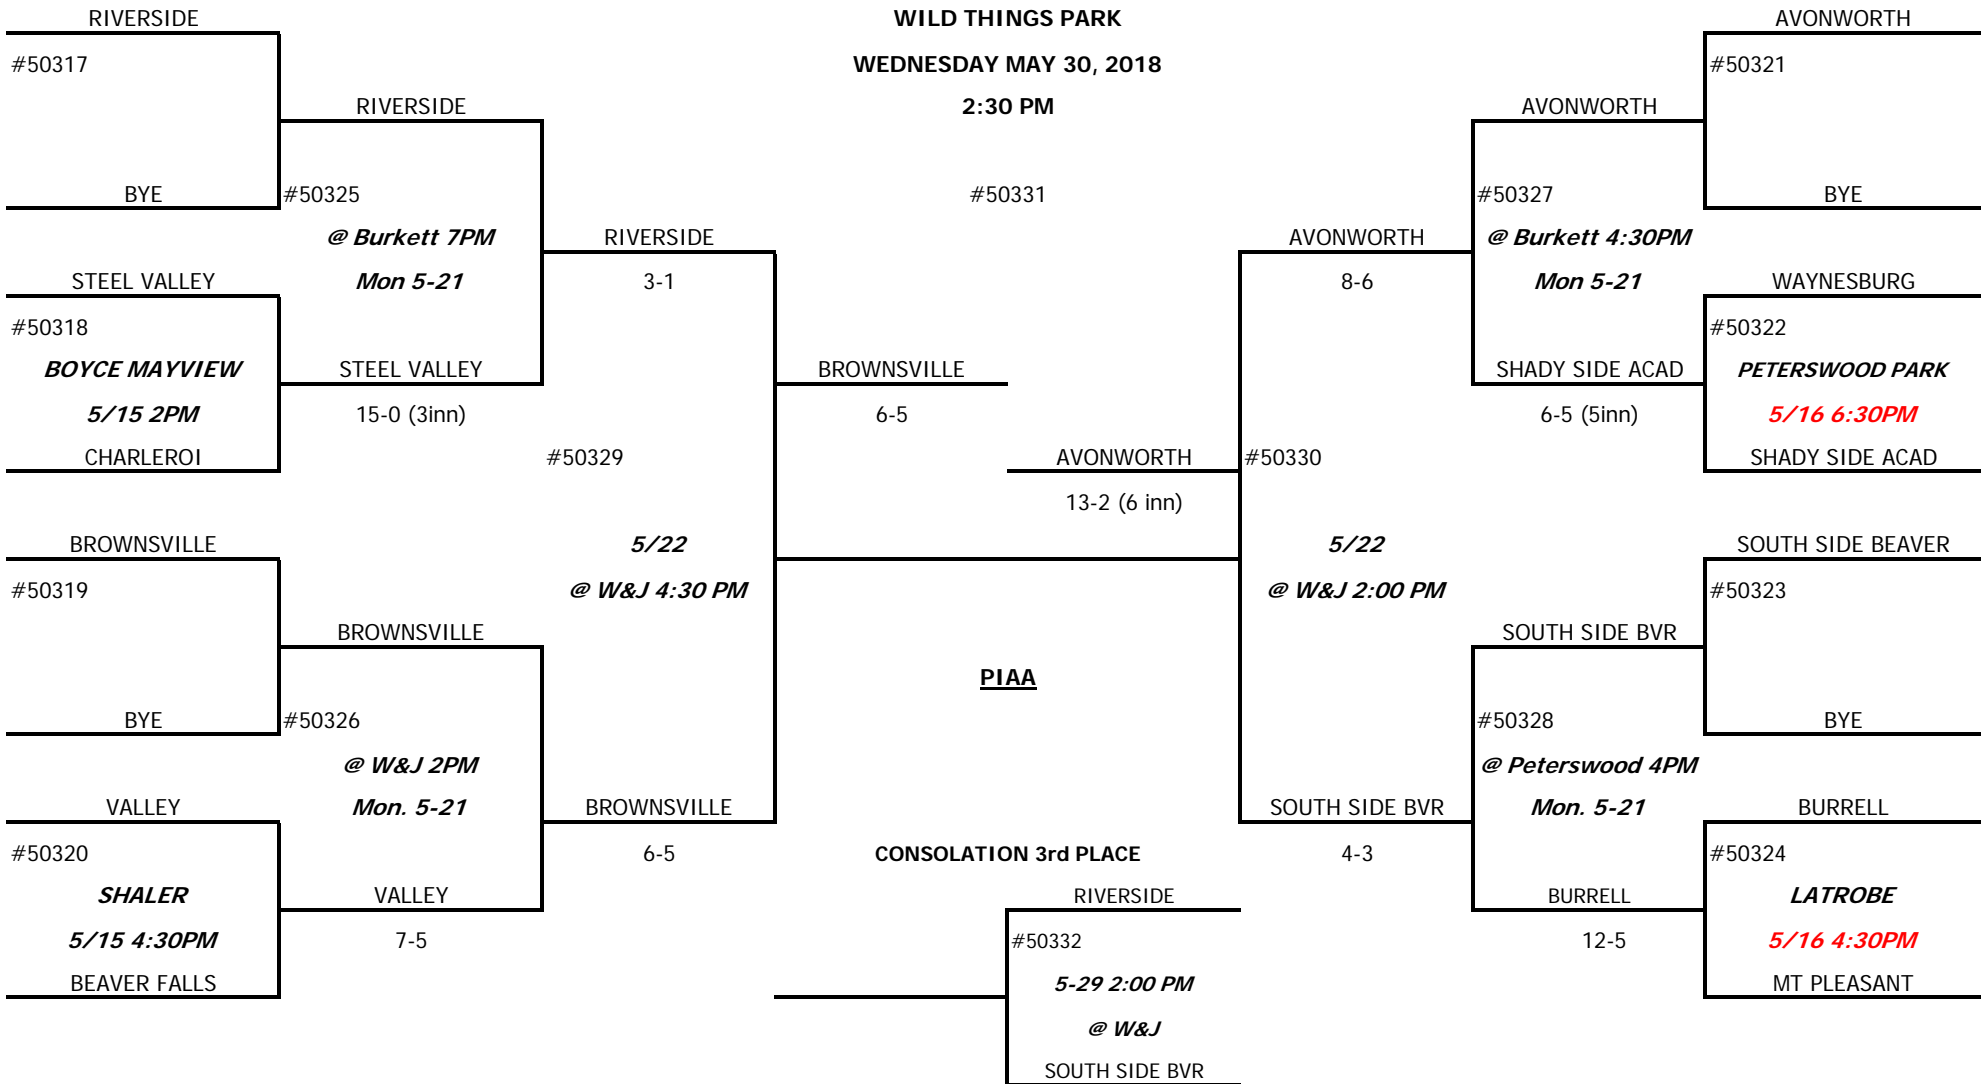 RIVERSIDE
WILD THINGS PARK
AVONWORTH
#50317
WEDNESDAY MAY 30, 2018
#50321
RIVERSIDE
2:30 PM
AVONWORTH
BYE
#50325
#50331
#50327
BYE
@ Burkett 7PM
RIVERSIDE
AVONWORTH
@ Burkett 4:30PM
STEEL VALLEY
Mon 5-21
3-1
8-6
Mon 5-21
WAYNESBURG
#50318
#50322
BOYCE MAYVIEW
STEEL VALLEY
BROWNSVILLE
SHADY SIDE ACAD
PETERSWOOD PARK
5/15 2PM
15-0 (3inn)
6-5
6-5 (5inn)
5/16 6:30PM
CHARLEROI
#50329
AVONWORTH
#50330
SHADY SIDE ACAD
13-2 (6 inn)
BROWNSVILLE
5/22
5/22
SOUTH SIDE BEAVER
#50319
@ W&J 4:30 PM
@ W&J 2:00 PM
#50323
BROWNSVILLE
SOUTH SIDE BVR
PIAA
BYE
#50326
#50328
BYE
@ W&J 2PM
@ Peterswood 4PM
VALLEY
Mon. 5-21
BROWNSVILLE
SOUTH SIDE BVR
Mon. 5-21
BURRELL
#50320
6-5
CONSOLATION 3rd PLACE
4-3
#50324
SHALER
VALLEY
RIVERSIDE
BURRELL
LATROBE
5/15 4:30PM
7-5
#50332
12-5
5/16 4:30PM
BEAVER FALLS
5-29 2:00 PM
MT PLEASANT
@ W&J
SOUTH SIDE BVR